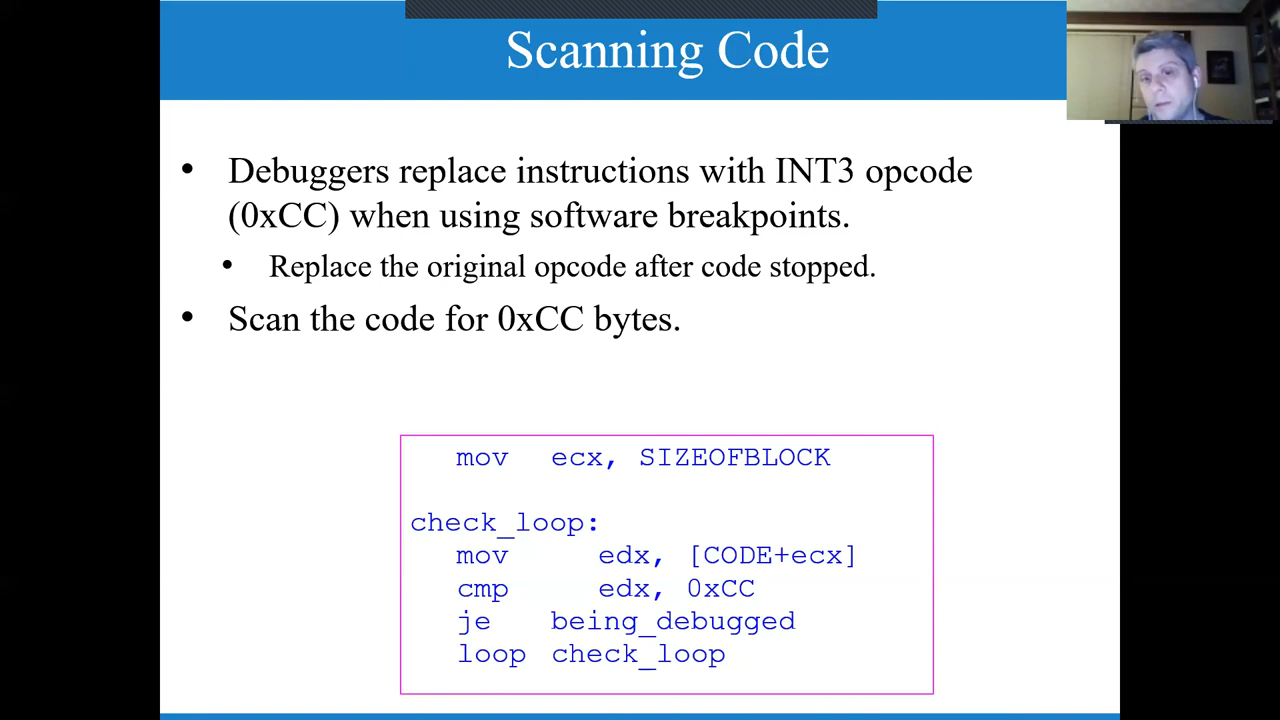 Scanning Code
• Debuggers replace instructions with INT3 opcode
(0xCC) when using software breakpoints.
• Replace the original opcode after code stopped.
• Scan the code for 0xCC bytes.
mov ecx, SIZEOFBLOCK
check_loop:
mov edx, [CODE+ecx]
cmp edx, 0xCC
je being_debugged
loop check_loop